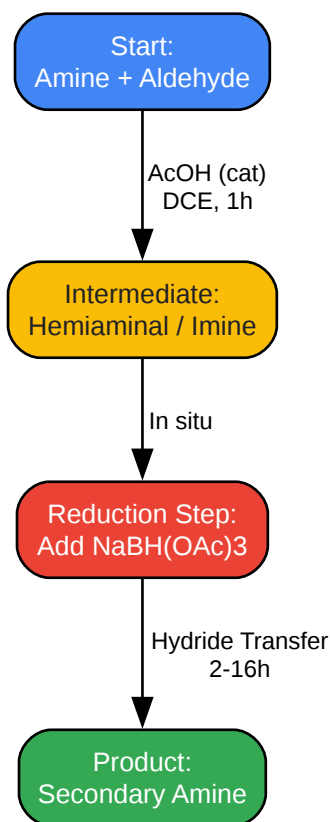 Start:
Amine + Aldehyde
AcOH (cat)
DCE, 1h
Intermediate:
Hemiaminal / Imine
In situ
Reduction Step:
Add NaBH(OAc)3
Hydride Transfer
2-16h
Product:
Secondary Amine